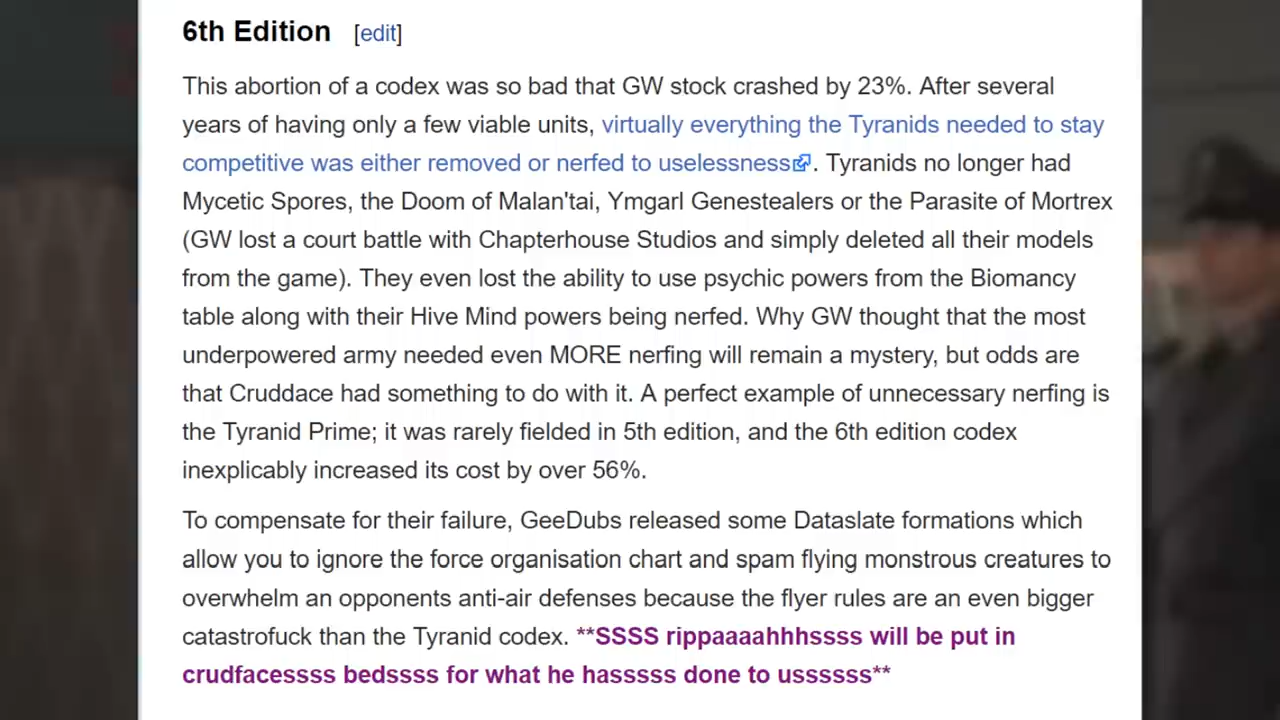 6th Edition [edit]
This abortion of a codex was so bad that GW stock crashed by 23%. After several
years of having only a few viable units, virtually everything the Tyranids needed to stay
competitive was either removed or nerfed to uselessness. Tyranids no longer had
Mycetic Spores, the Doom of Malan'tai, Ymgarl Genestealers or the Parasite of Mortrex
(GW lost a court battle with Chapterhouse Studios and simply deleted all their models
from the game). They even lost the ability to use psychic powers from the Biomancy
table along with their Hive Mind powers being nerfed. Why GW thought that the most
underpowered army needed even MORE nerfing will remain a mystery, but odds are
that Cruddace had something to do with it. A perfect example of unnecessary nerfing is
the Tyranid Prime; it was rarely fielded in 5th edition, and the 6th edition codex
inexplicably increased its cost by over 56%.
To compensate for their failure, GeeDubs released some Dataslate formations which
allow you to ignore the force organisation chart and spam flying monstrous creatures to
overwhelm an opponents anti-air defenses because the flyer rules are an even bigger
catastrofuck than the Tyranid codex. **SSSS rippaaaahhhssss will be put in
crudfacessss bedssss for what he hasssss done to ussssss**